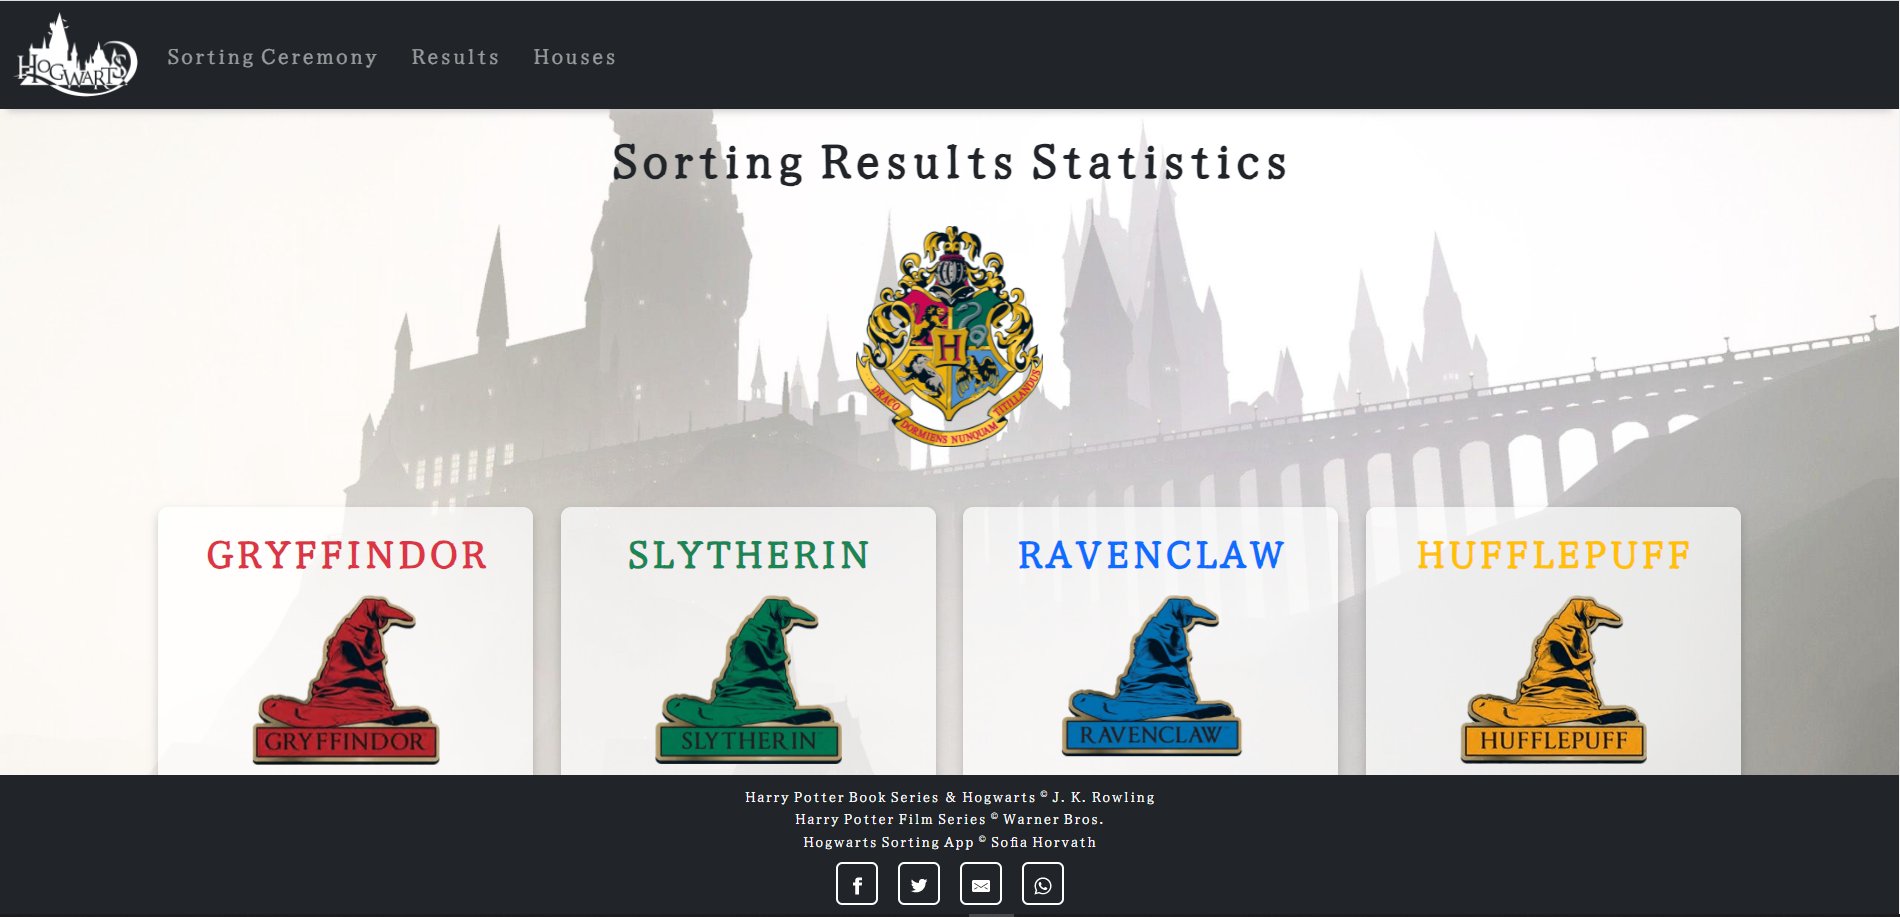 HOGWARTS
Sorting Ceremony
Results
Houses
Sorting Results Statistics
H
DRACO DORMIENS NUNQUAM TITILLANDUS
GRYFFINDOR
SLYTHERIN
RAVENCLAW
HUFFLEPUFF
GRYFFINDOR
SLYTHERIN
RAVENCLAW
HUFFLEPUFF
Harry Potter Book Series & Hogwarts © J. K. Rowling
Harry Potter Film Series © Warner Bros.
Hogwarts Sorting App © Sofia Horvath